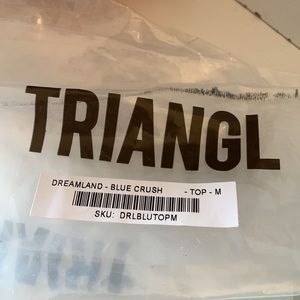 TRIANGL
DREAMLAND - BLUE CRUSH - TOP - M
SKU: DRLBLUTOPM